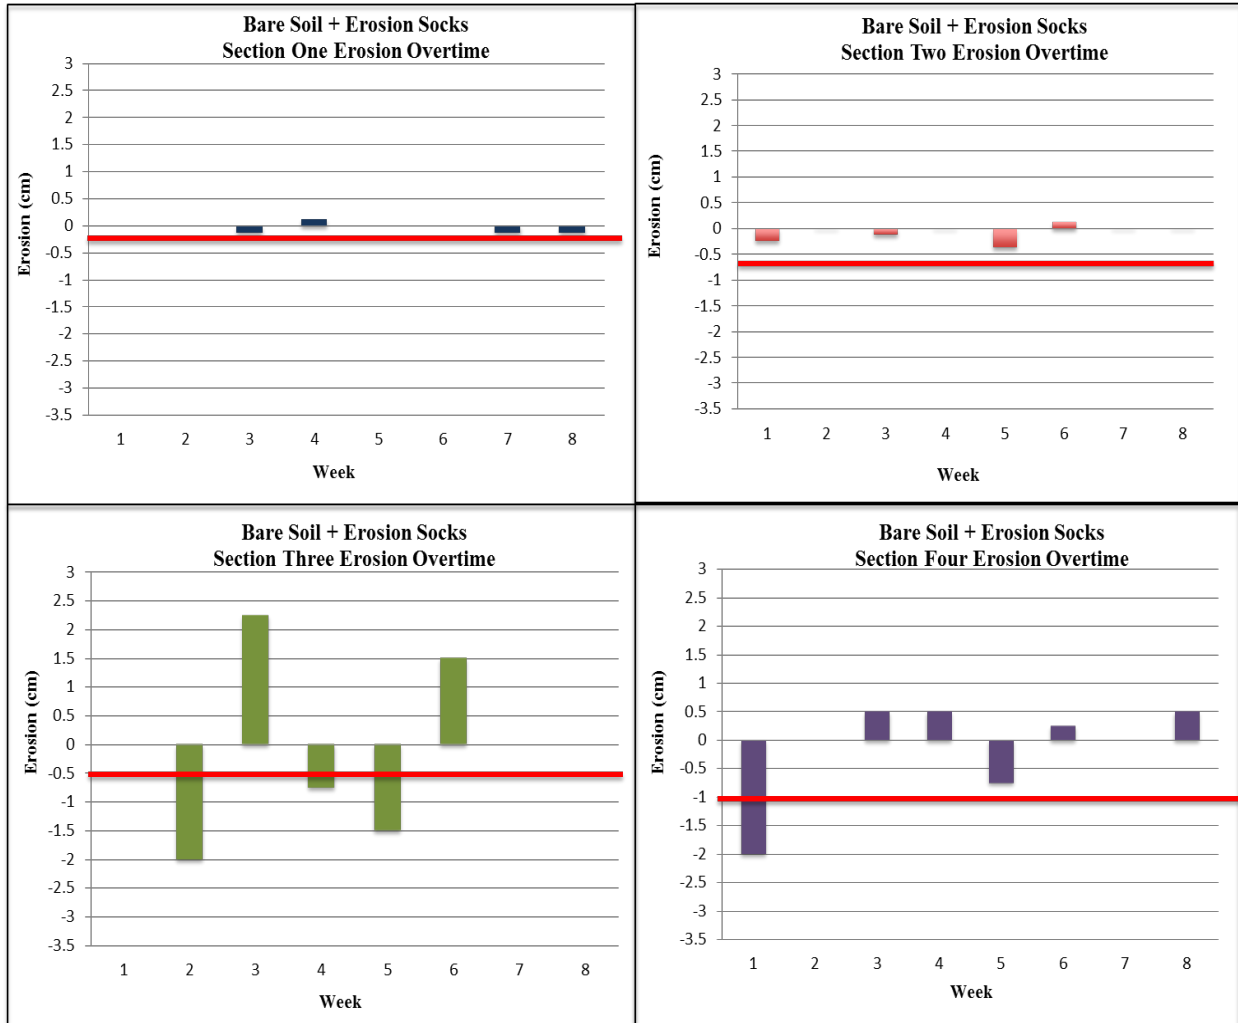 Bare Soil + Erosion Socks
Section One Erosion Overtime
3
2.5
2
1.5
1
0.5
0
-0.5
-1
-1.5
-2
-2.5
-3
-3.5
Erosion (cm)
1 2 3 4 5 6 7 8
Week
Bare Soil + Erosion Socks
Section Two Erosion Overtime
3
2.5
2
1.5
1
0.5
0
-0.5
-1
-1.5
-2
-2.5
-3
-3.5
Erosion (cm)
1 2 3 4 5 6 7 8
Week
Bare Soil + Erosion Socks
Section Three Erosion Overtime
3
2.5
2
1.5
1
0.5
0
-0.5
-1
-1.5
-2
-2.5
-3
-3.5
Erosion (cm)
1 2 3 4 5 6 7 8
Week
Bare Soil + Erosion Socks
Section Four Erosion Overtime
3
2.5
2
1.5
1
0.5
0
-0.5
-1
-1.5
-2
-2.5
-3
-3.5
Erosion (cm)
1 2 3 4 5 6 7 8
Week